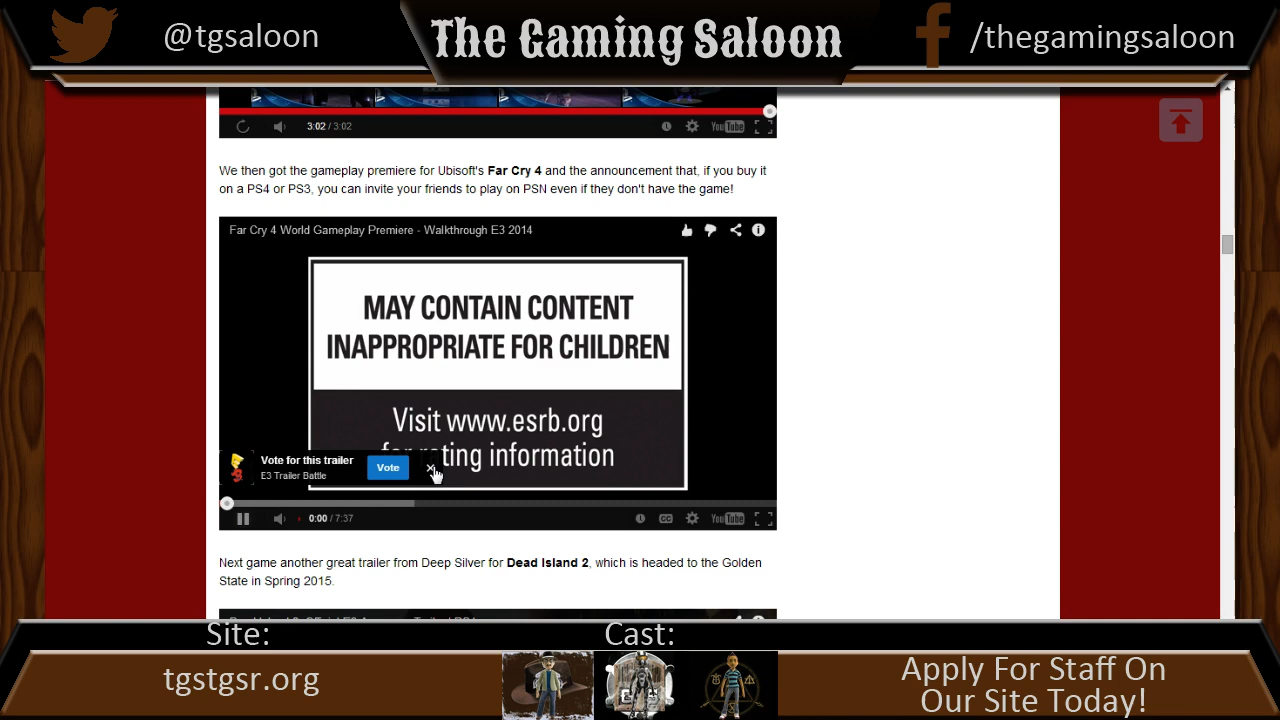 @tgsaloon
The Gaming Saloon
/thegamingsaloon
3:02 / 3:02
YouTube
We then got the gameplay premiere for Ubisoft's Far Cry 4 and the announcement that, if you buy it
on a PS4 or PS3, you can invite your friends to play on PSN even if they don't have the game!
Far Cry 4 World Gameplay Premiere - Walkthrough E3 2014
MAY CONTAIN CONTENT
INAPPROPRIATE FOR CHILDREN
Visit www.esrb.org
for rating information
Vote for this trailer
E3 Trailer Battle
Vote
0:00 / 7:37
CC
YouTube
Next game another great trailer from Deep Silver for Dead Island 2, which is headed to the Golden
State in Spring 2015.
Site:
Cast:
tgstgsr.org
Apply For Staff On
Our Site Today!